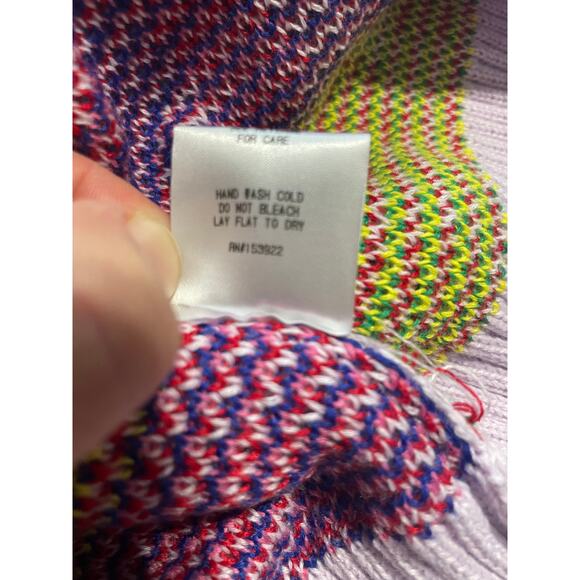 FOR CARE
HAND WASH COLD
DO NOT BLEACH
LAY FLAT TO DRY
RN#153922